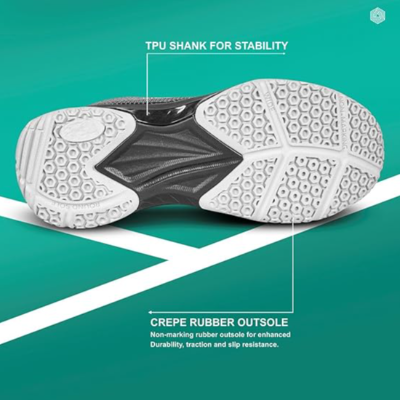 TPU SHANK FOR STABILITY
CREPE RUBBER OUTSOLE
Non-marking rubber outsole for enhanced
Durability, traction and slip resistance.